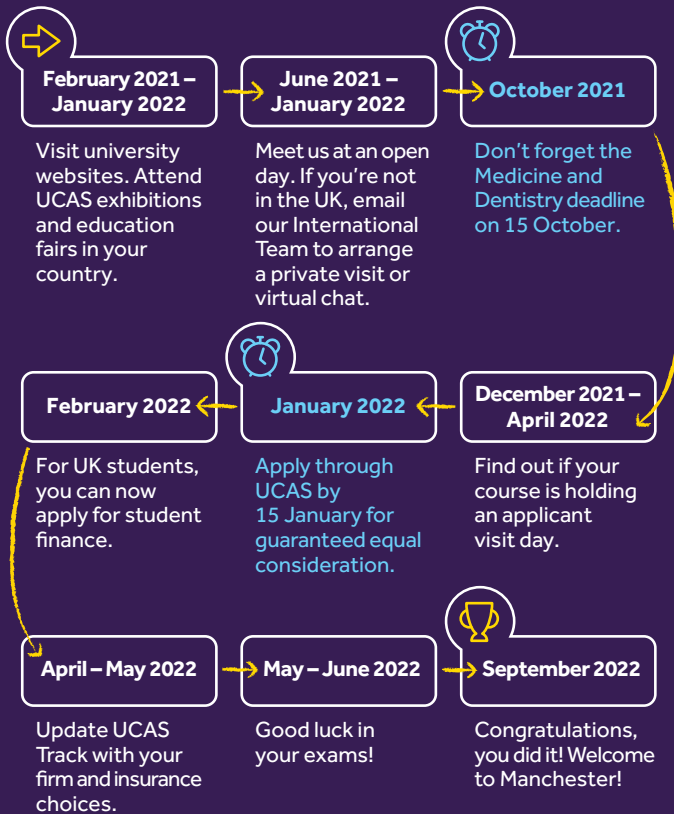 February 2021 –
January 2022
Visit university
websites. Attend
UCAS exhibitions
and education
fairs in your
country.
June 2021 –
January 2022
Meet us at an open
day. If you’re not
in the UK, email
our International
Team to arrange
a private visit or
virtual chat.
October 2021
Don’t forget the
Medicine and
Dentistry deadline
on 15 October.
December 2021 –
April 2022
Find out if your
course is holding
an applicant
visit day.
January 2022
Apply through
UCAS by
15 January for
guaranteed equal
consideration.
February 2022
For UK students,
you can now
apply for student
finance.
April – May 2022
Update UCAS
Track with your
firm and insurance
choices.
May – June 2022
Good luck in
your exams!
September 2022
Congratulations,
you did it! Welcome
to Manchester!